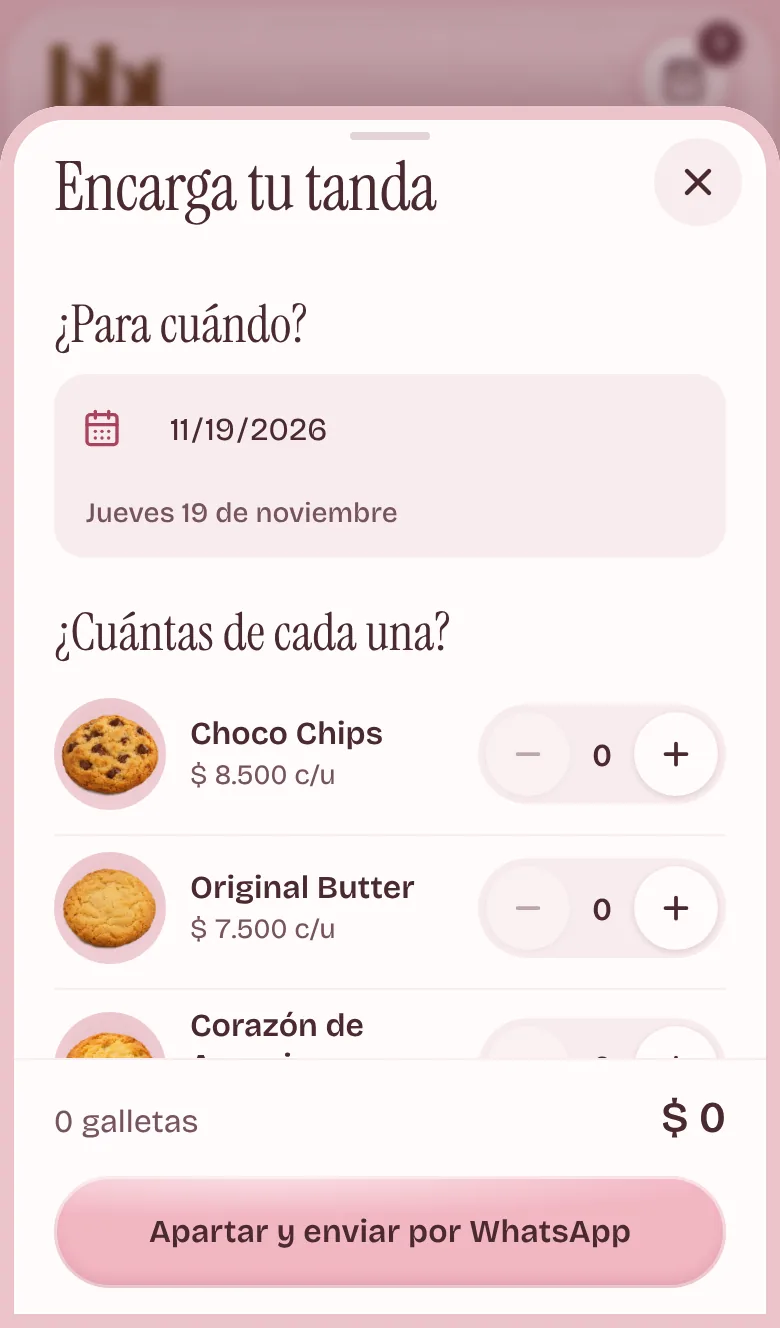 Encarga tu tanda
¿Para cuándo?
11/19/2026
Jueves 19 de noviembre
¿Cuántas de cada una?
Choco Chips
$ 8.500 c/u
0
Original Butter
$ 7.500 c/u
0
Corazón de
0 galletas
$ 0
Apartar y enviar por WhatsApp